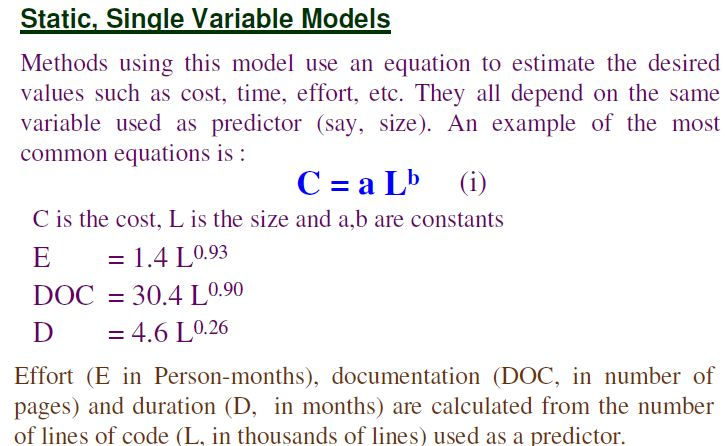 Static, Single Variable Models
Methods using this model use an equation to estimate the desired
values such as cost, time, effort, etc. They all depend on the same
variable used as predictor (say, size). An example of the most
common equations is :
C = a Lᵇ (i)
C is the cost, L is the size and a,b are constants
E = 1.4 L^0.93
DOC = 30.4 L^0.90
D = 4.6 L^0.26
Effort (E in Person-months), documentation (DOC, in number of
pages) and duration (D, in months) are calculated from the number
of lines of code (L, in thousands of lines) used as a predictor.